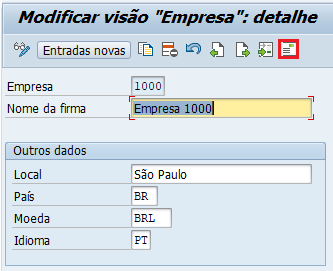 Modificar visão "Empresa": detalhe
Entradas novas
Empresa 1000
Nome da firma Empresa 1000
Outros dados
Local São Paulo
País BR
Moeda BRL
Idioma PT